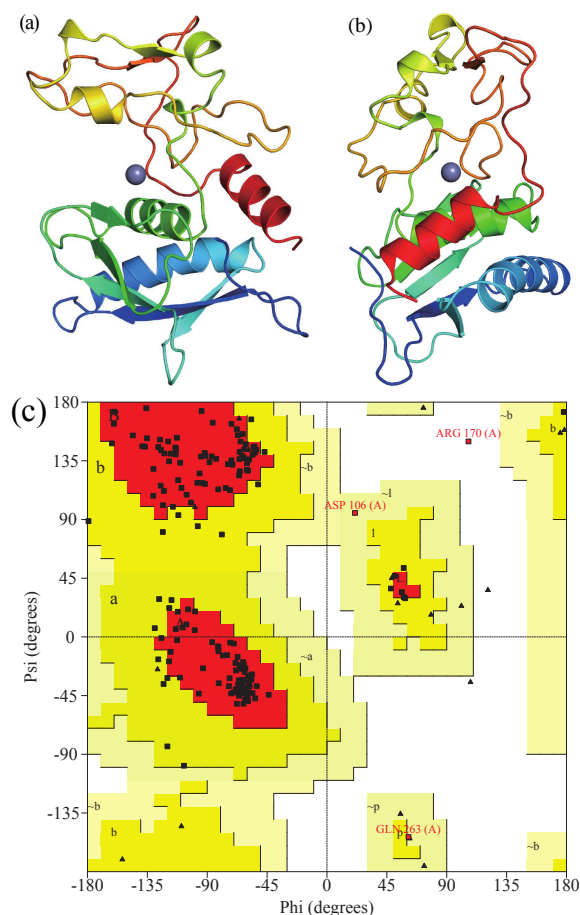 (a)
(b)
(c)
180
135
90
45
0
-45
-90
-135
-180 -135 -90 -45 0 45 90 135 180
Psi (degrees)
Phi (degrees)
B
b
~b
~b
b
ARG 170 (A)
ASP 106 (A)
~l
l
L
a
A
~a
~b
b
~p
GLN 263 (A)
p
~b